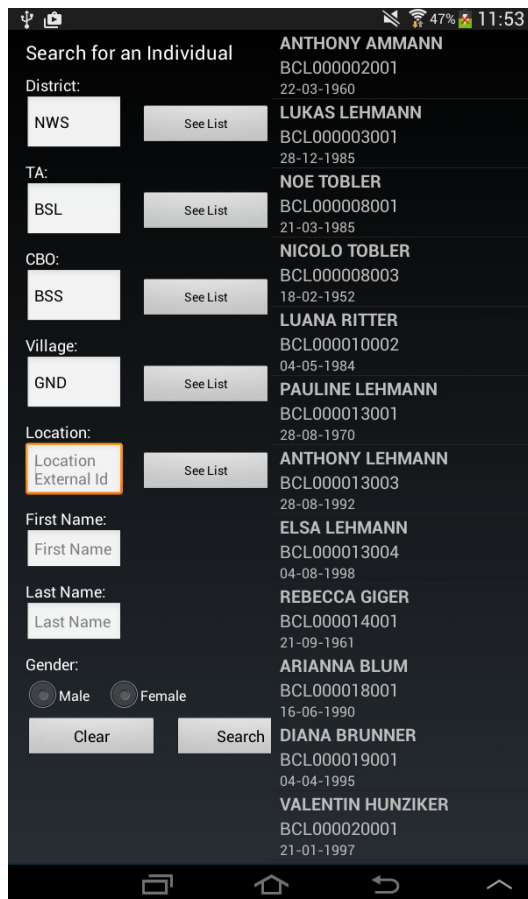 47% 11:53
Search for an Individual
District:
NWS
See List
TA:
BSL
See List
CBO:
BSS
See List
Village:
GND
See List
Location:
Location
External Id
See List
First Name:
First Name
Last Name:
Last Name
Gender:
Male Female
Clear Search
ANTHONY AMMANN
BCL000002001
22-03-1960
LUKAS LEHMANN
BCL000003001
28-12-1985
NOE TOBLER
BCL000008001
21-03-1985
NICOLO TOBLER
BCL000008003
18-02-1952
LUANA RITTER
BCL000010002
04-05-1984
PAULINE LEHMANN
BCL000013001
28-08-1970
ANTHONY LEHMANN
BCL000013003
28-08-1992
ELSA LEHMANN
BCL000013004
04-08-1998
REBECCA GIGER
BCL000014001
21-09-1961
ARIANNA BLUM
BCL000018001
16-06-1990
DIANA BRUNNER
BCL000019001
04-04-1995
VALENTIN HUNZIKER
BCL000020001
21-01-1997